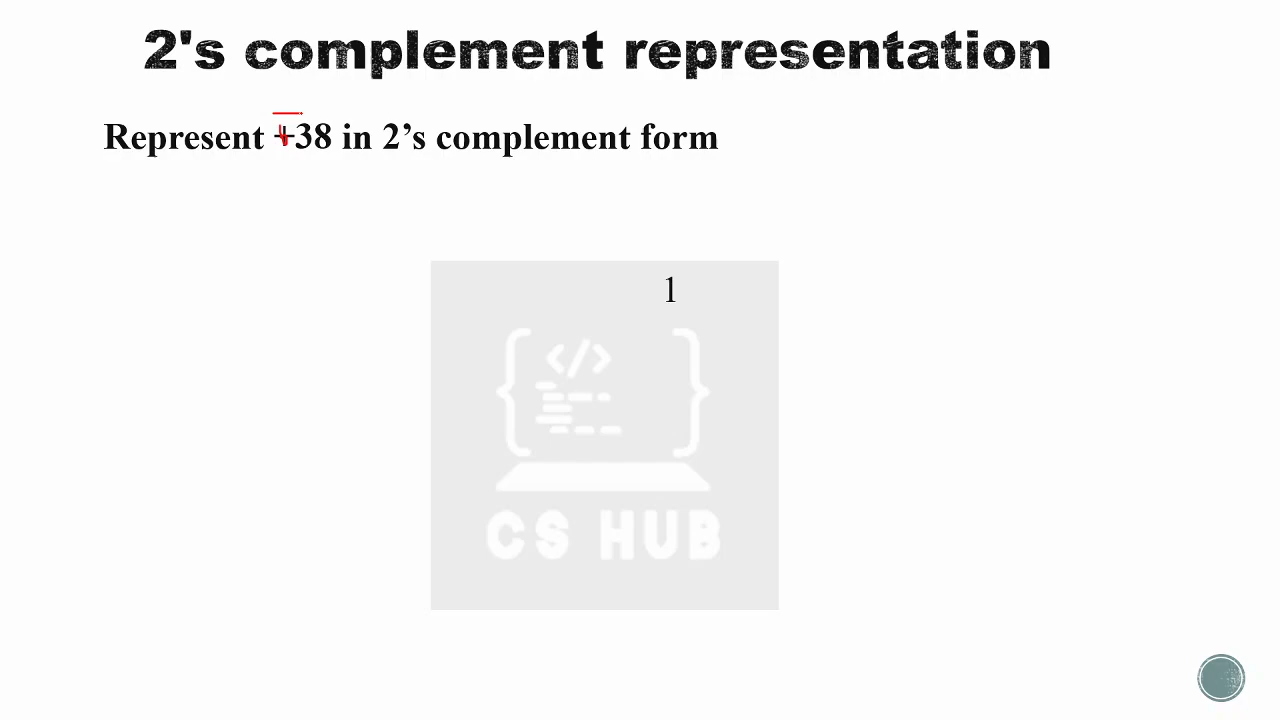 2's complement representation
Represent +38 in 2’s complement form
1
</>
CS HUB